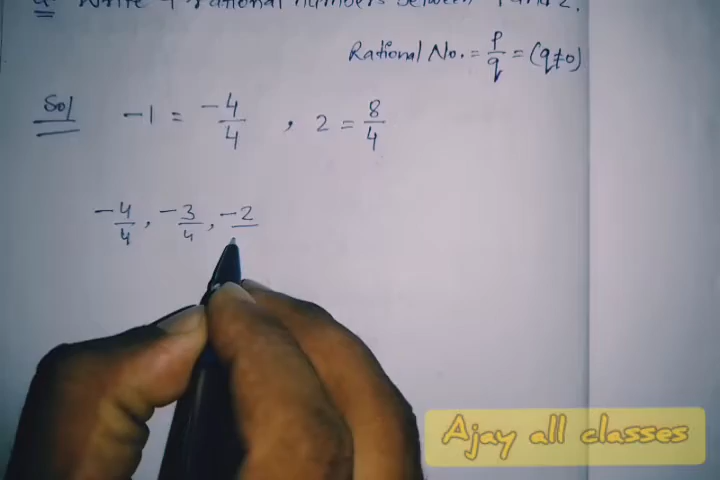 Rational No. = p/q = (q≠0)
Sol -1 = -4/4 , 2 = 8/4
-4/4, -3/4, -2/
Ajay all classes